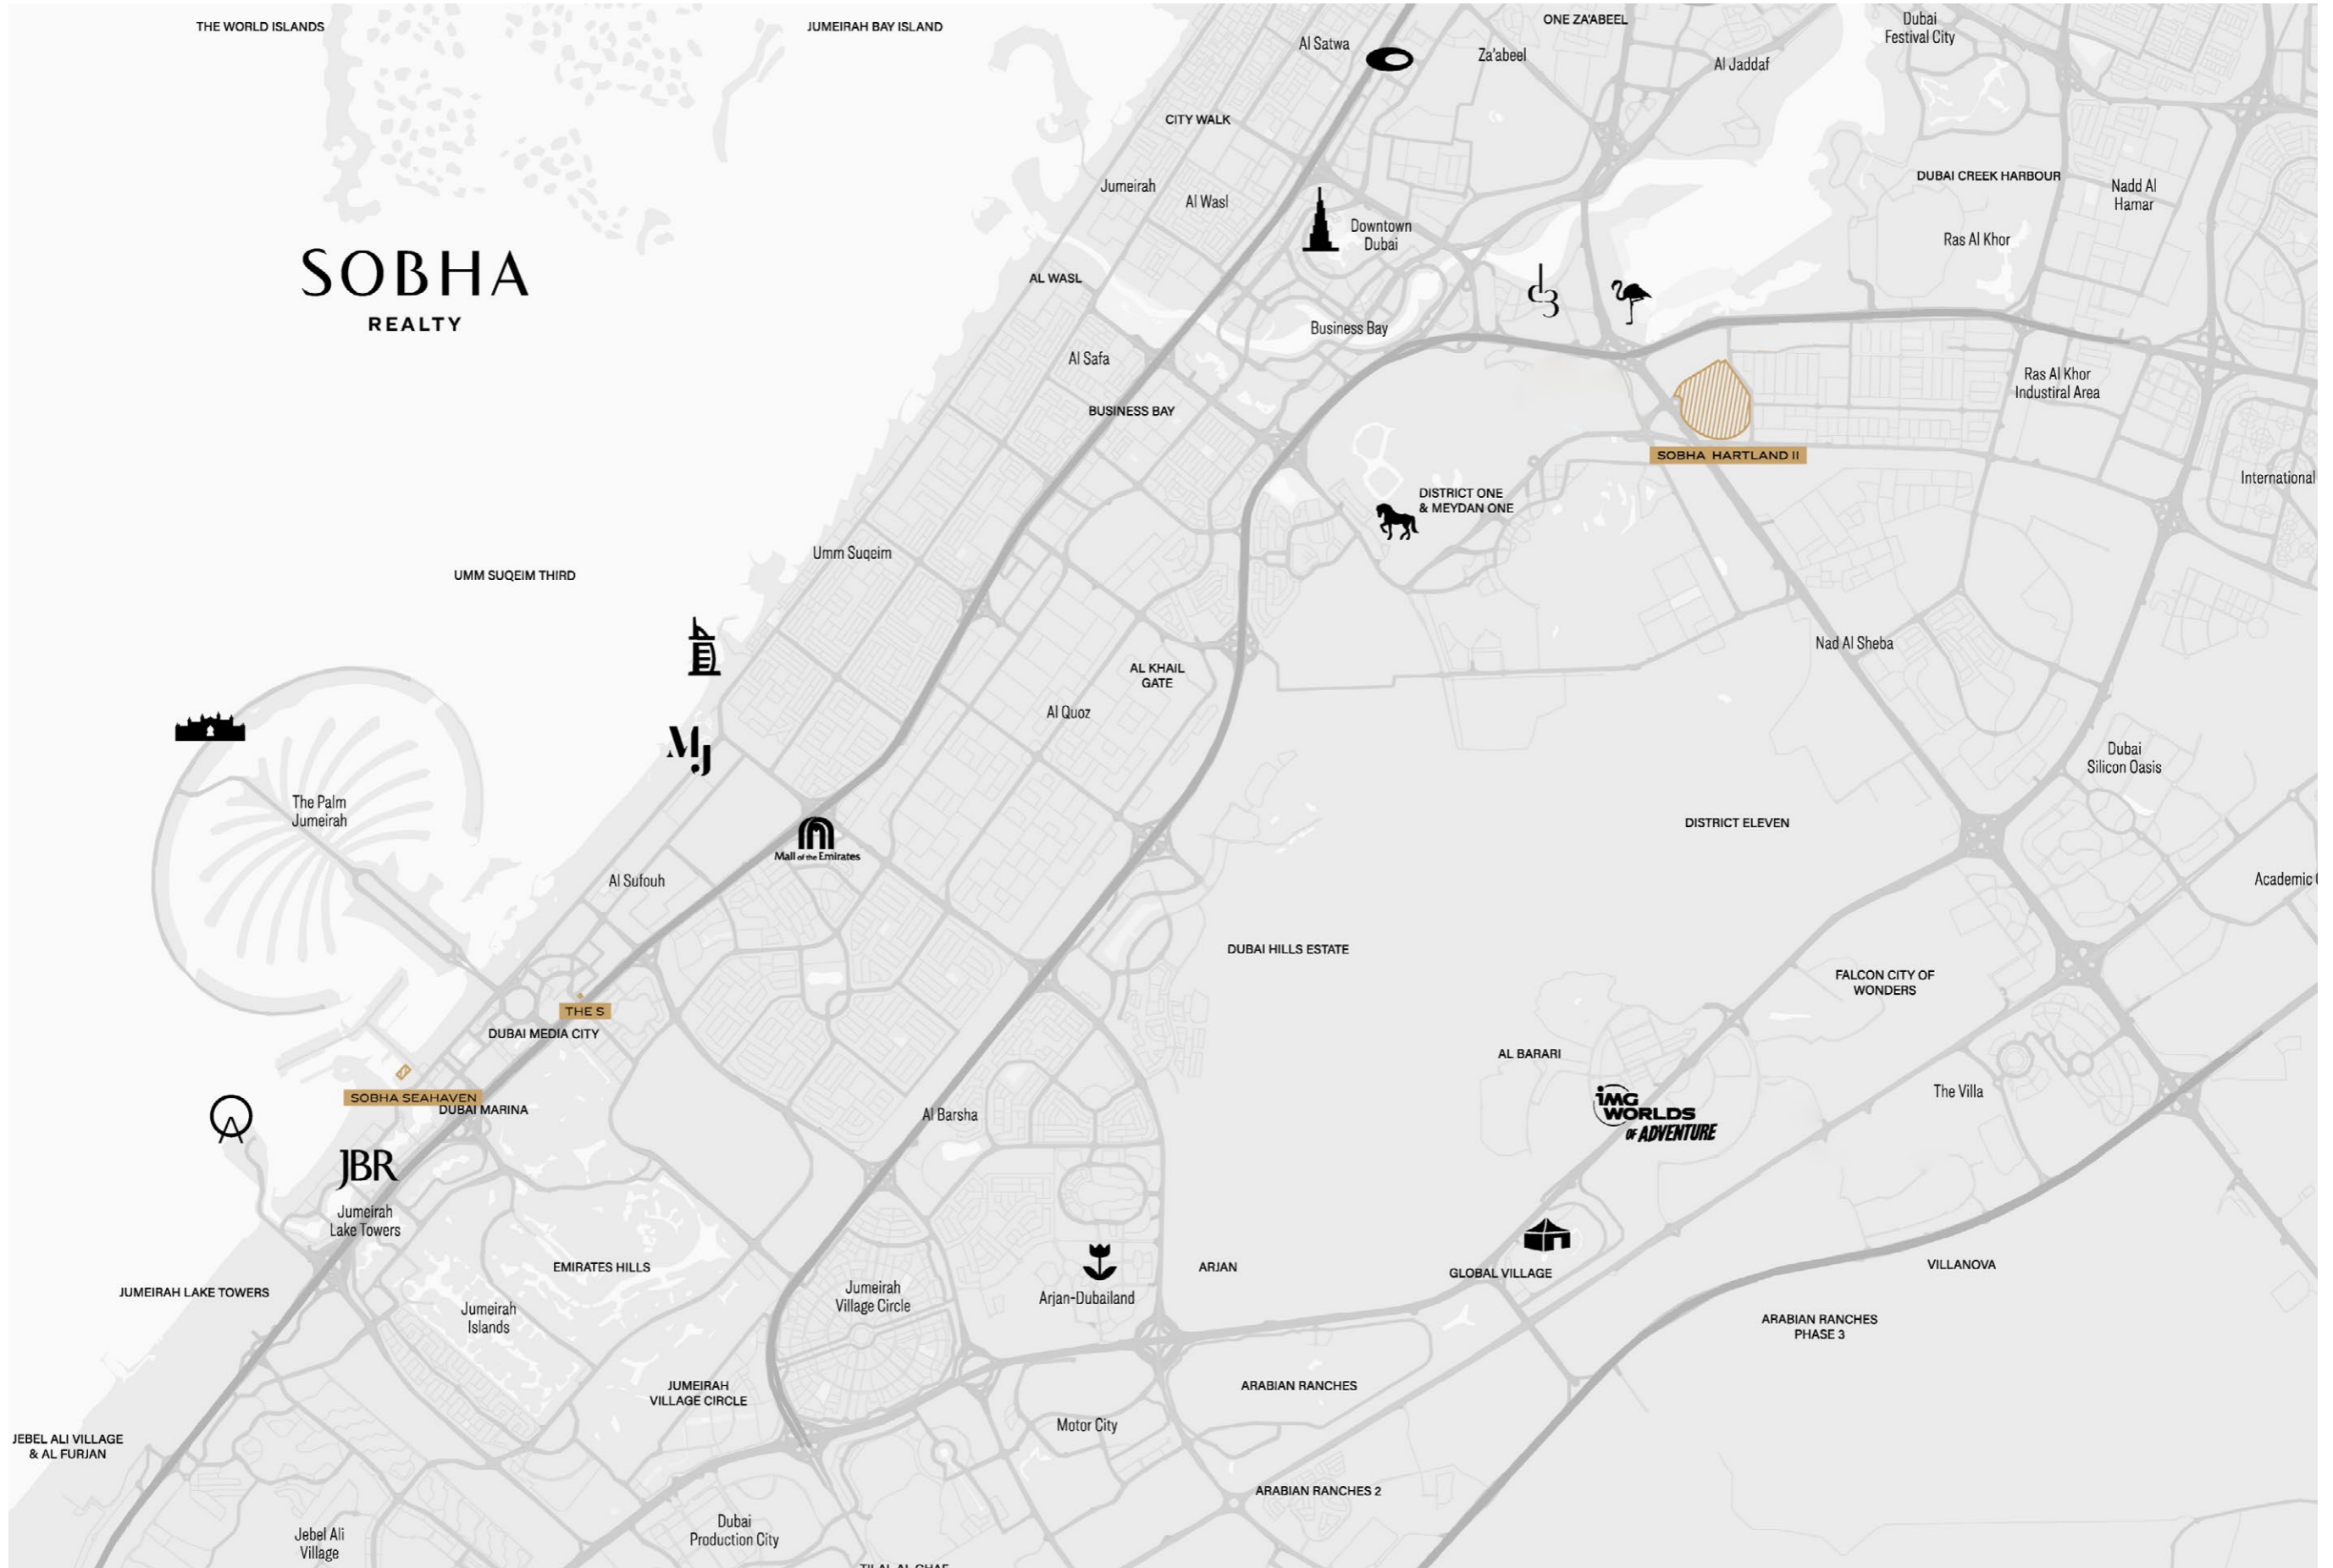 THE WORLD ISLANDS
JUMEIRAH BAY ISLAND
ONE ZA'ABEEL
Dubai
Festival City
Al Satwa
Za'abeel
Al Jaddaf
CITY WALK
DUBAI CREEK HARBOUR
Jumeirah
Al Wasl
Nadd Al
Hamar
Downtown
Dubai
Ras Al Khor
SOBHA
REALTY
AL WASL
d3
Business Bay
Al Safa
BUSINESS BAY
Ras Al Khor
Industiral Area
SOBHA HARTLAND II
International
DISTRICT ONE
& MEYDAN ONE
Umm Suqeim
UMM SUQEIM THIRD
Nad Al Sheba
AL KHAIL
GATE
Al Quoz
MJ
Dubai
Silicon Oasis
The Palm
Jumeirah
DISTRICT ELEVEN
Mall of the Emirates
Al Sufouh
Academic
DUBAI HILLS ESTATE
FALCON CITY OF
WONDERS
THE S
DUBAI MEDIA CITY
AL BARARI
SOBHA SEAHAVEN
DUBAI MARINA
The Villa
iMG
WORLDS
OF ADVENTURE
Al Barsha
JBR
Jumeirah
Lake Towers
EMIRATES HILLS
ARJAN
GLOBAL VILLAGE
VILLANOVA
JUMEIRAH LAKE TOWERS
Jumeirah
Village Circle
Arjan-Dubailand
Jumeirah
Islands
ARABIAN RANCHES
PHASE 3
JUMEIRAH
VILLAGE CIRCLE
ARABIAN RANCHES
Motor City
JEBEL ALI VILLAGE
& AL FURJAN
ARABIAN RANCHES 2
Dubai
Production City
Jebel Ali
Village